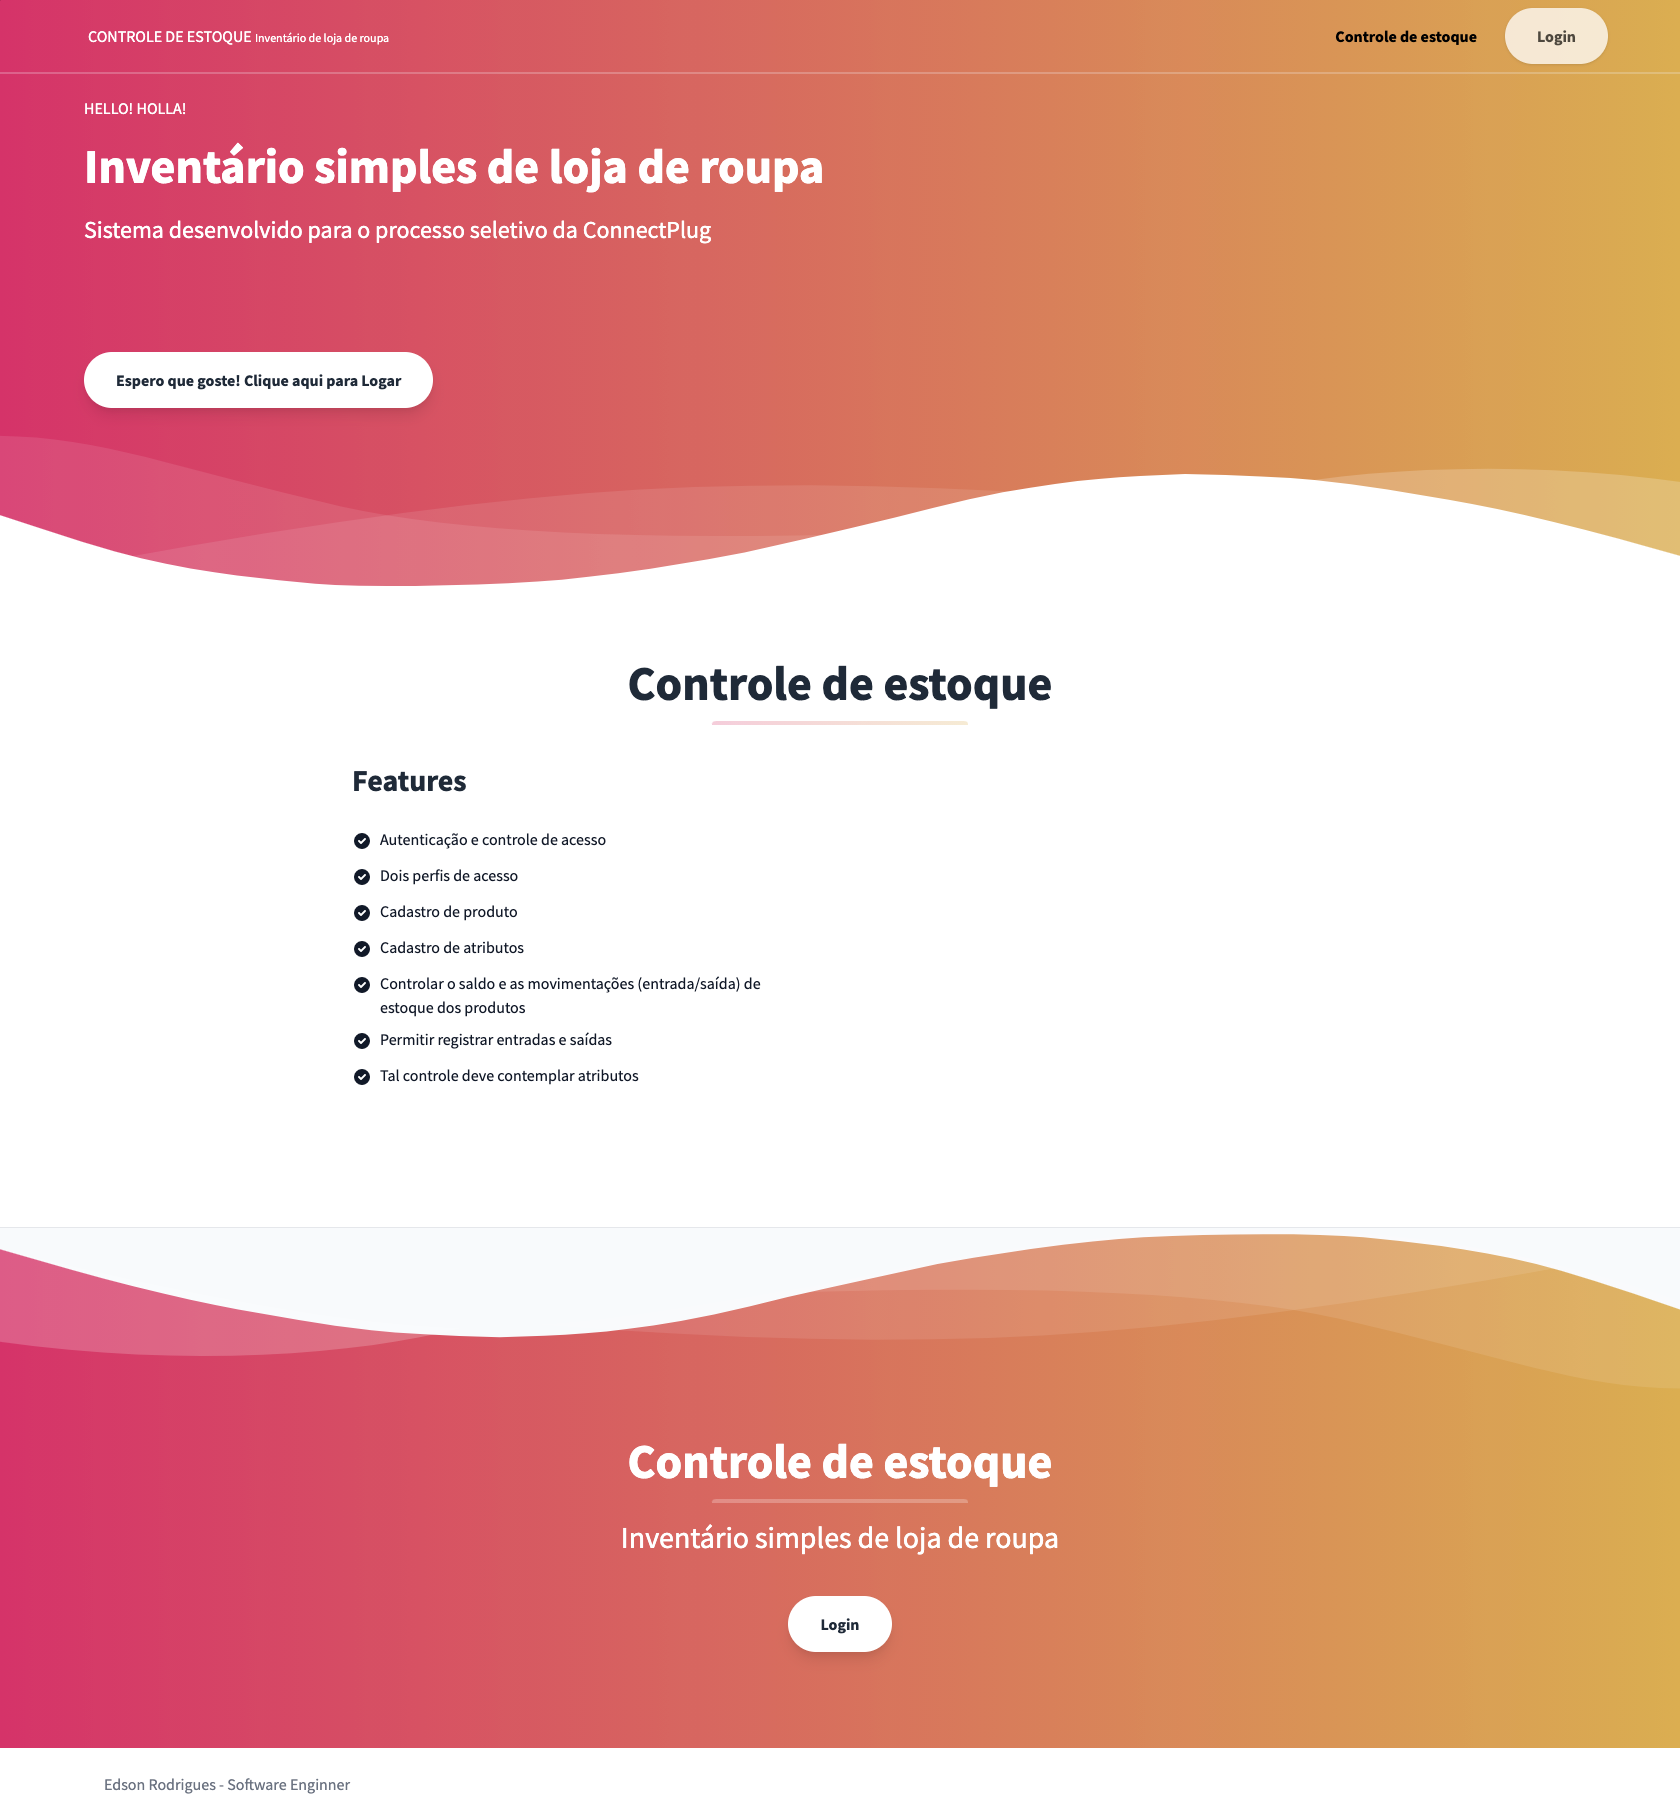 CONTROLE DE ESTOQUE Inventário de loja de roupa
Controle de estoque
Login
HELLO! HOLLA!
Inventário simples de loja de roupa
Sistema desenvolvido para o processo seletivo da ConnectPlug
Espero que goste! Clique aqui para Logar
Controle de estoque
Features
Autenticação e controle de acesso
Dois perfis de acesso
Cadastro de produto
Cadastro de atributos
Controlar o saldo e as movimentações (entrada/saída) de
estoque dos produtos
Permitir registrar entradas e saídas
Tal controle deve contemplar atributos
Controle de estoque
Inventário simples de loja de roupa
Login
Edson Rodrigues - Software Enginner